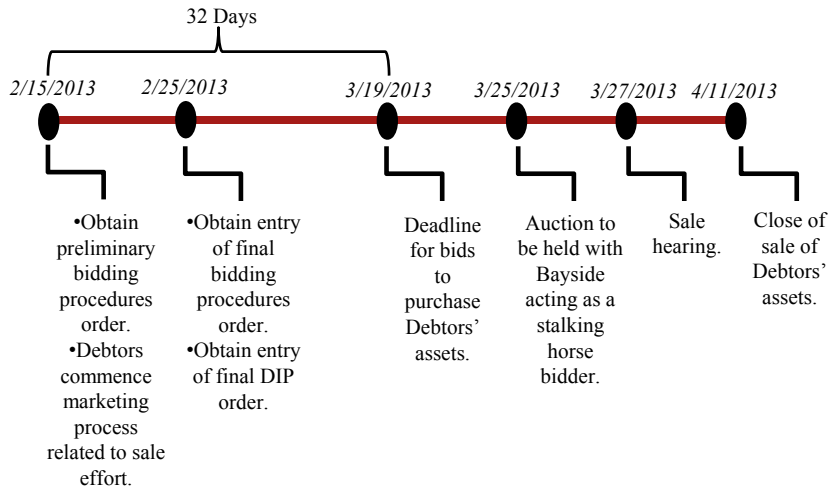 32 Days
2/15/2013
2/25/2013
3/19/2013
3/25/2013
3/27/2013
4/11/2013
•Obtain
preliminary
bidding
procedures
order.
•Debtors
commence
marketing
process
related to sale
effort.
•Obtain entry
of final
bidding
procedures
order.
•Obtain entry
of final DIP
order.
Deadline
for bids
to
purchase
Debtors’
assets.
Auction to
be held with
Bayside
acting as a
stalking
horse
bidder.
Sale
hearing.
Close of
sale of
Debtors’
assets.